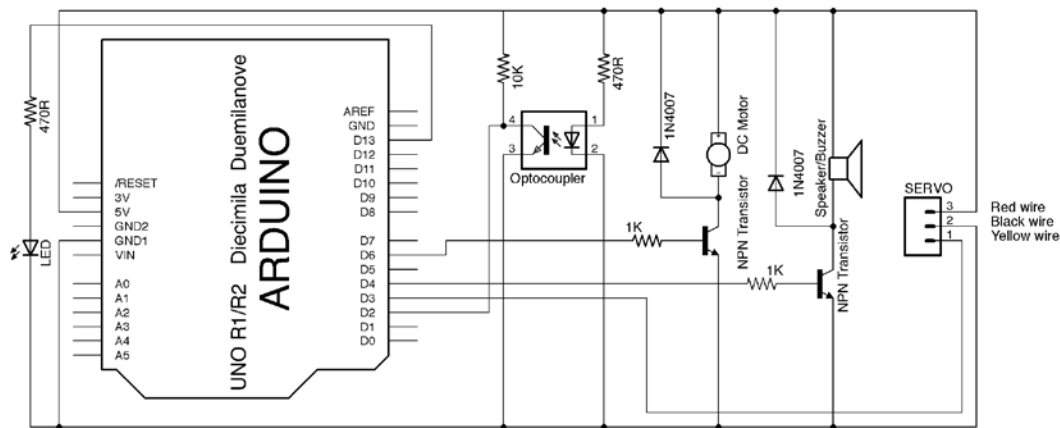 470R
LED
/RESET
3V
5V
GND2
GND1
VIN
A0
A1
A2
A3
A4
A5
UNO R1/R2 Diecimila Duemilanove
ARDUINO
AREF
GND
D13
D12
D11
D10
D9
D8
D7
D6
D5
D4
D3
D2
D1
D0
10K
470R
4
3
1
2
Optocoupler
1K
1N4007
DC Motor
NPN Transistor
1K
1N4007
Speaker/Buzzer
NPN Transistor
SERVO
3 Red wire
2 Black wire
1 Yellow wire